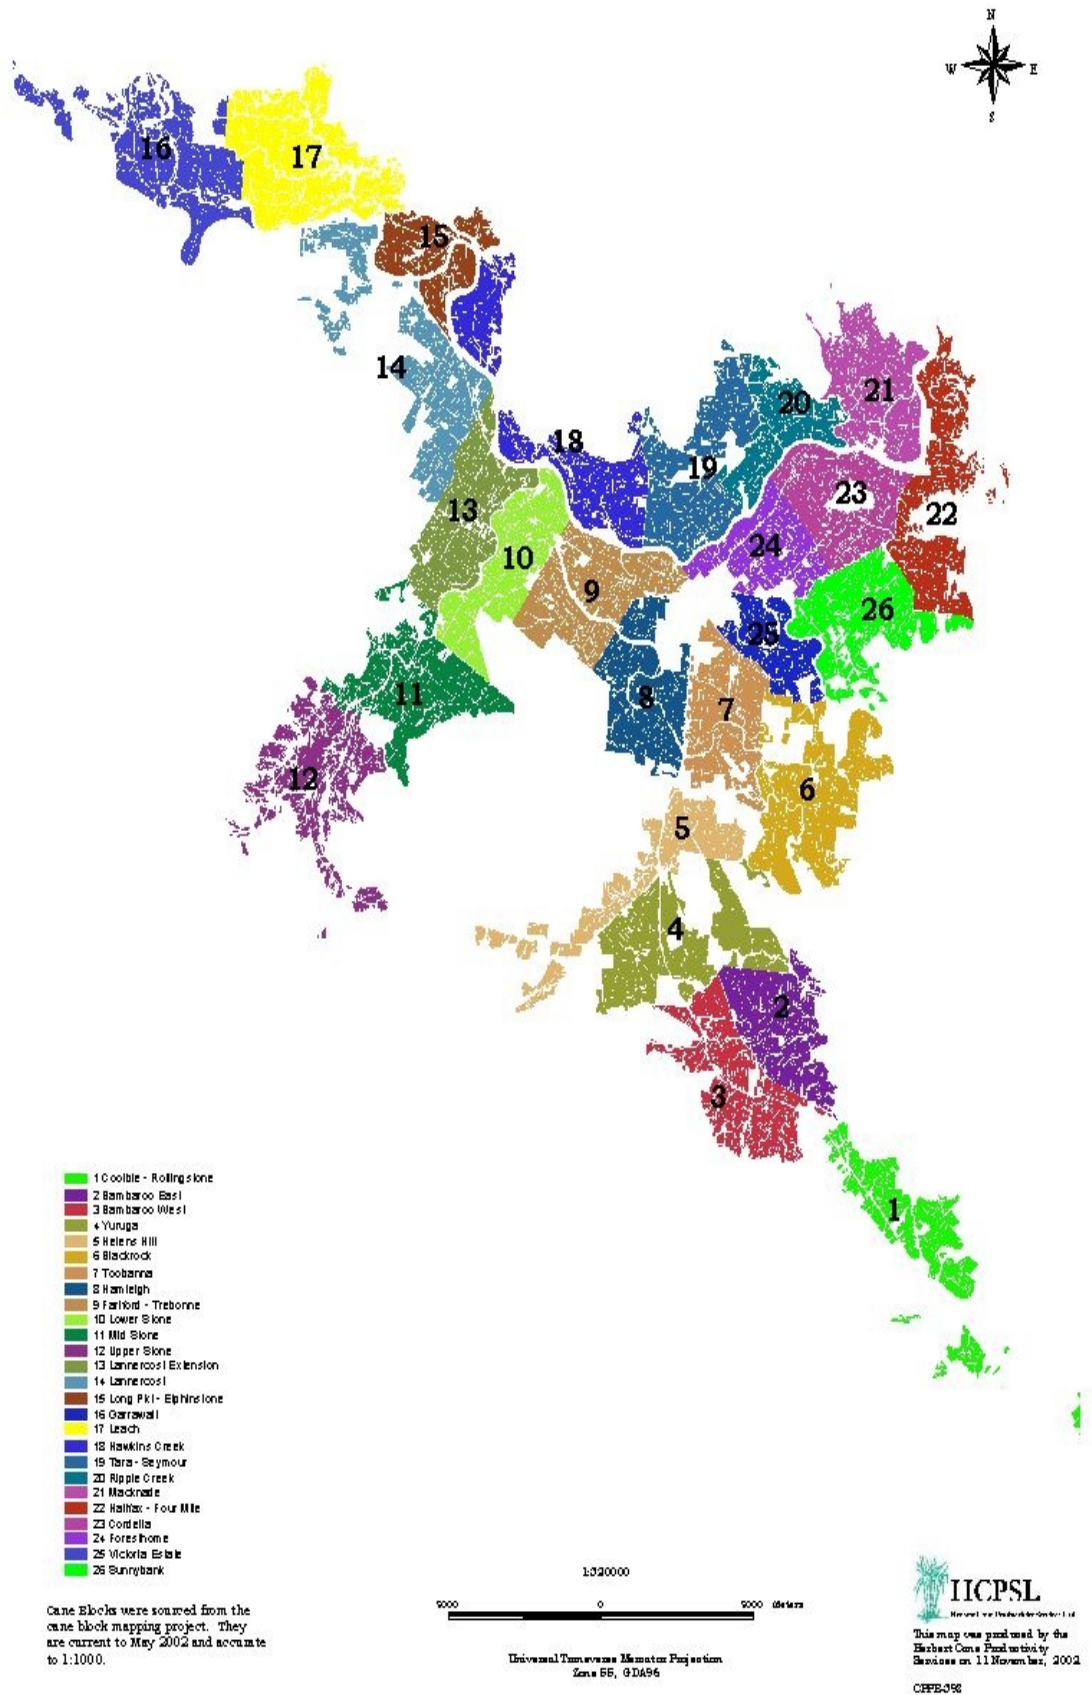 N
W E
S
16
17
15
14
21
20
18
19
23
13
22
24
10
9
26
25
11
8
7
12
6
5
4
2
3
1
1 Coolbie - Rollingstone
2 Bambaroo East
3 Bambaroo West
4 Yuruga
5 Helens Hill
6 Blackrock
7 Toobanna
8 Hamleigh
9 Fairford - Trebonne
10 Lower Stone
11 Mid Stone
12 Upper Stone
13 Lannercost Extension
14 Lannercost
15 Long Pkt - Elphinstone
16 Garrawalt
17 Leach
18 Hawkins Creek
19 Tara - Seymour
20 Ripple Creek
21 Macknade
22 Halifax - Four Mile
23 Cordelia
24 Foresthome
25 Victoria Estate
26 Sunnybank
Cane Blocks were sourced from the
cane block mapping project. They
are current to May 2002 and accurate
to 1:1000.
0 Meters
Universal Transverse Mercator Projection
Zone 55, GDA96
HCPSL
This map was produced by the
Herbert Cane Productivity
Services on 11 November, 2002